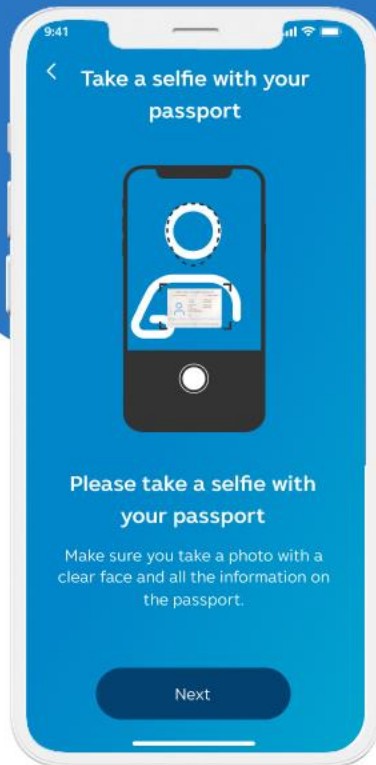 9:41
Take a selfie with your
passport
Please take a selfie with
your passport
Make sure you take a photo with a
clear face and all the information on
the passport.
Next